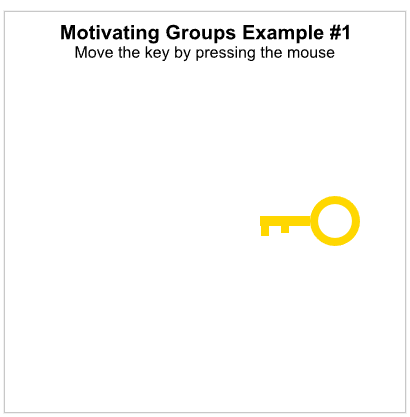 Motivating Groups Example #1
Move the key by pressing the mouse